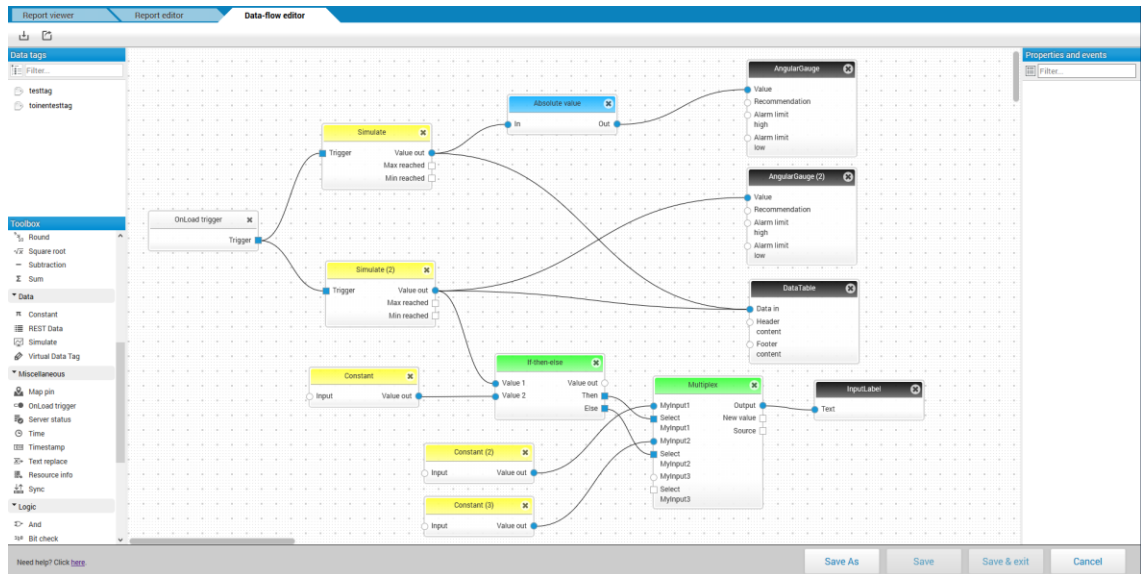 Report viewer
Report editor
Data-flow editor
Data tags
Filter...
testtag
toinentesttag
Toolbox
Round
Square root
Subtraction
Sum
Data
Constant
REST Data
Simulate
Virtual Data Tag
Miscellaneous
Map pin
OnLoad trigger
Server status
Time
Timestamp
Text replace
Resource info
Sync
Logic
And
Bit check
OnLoad trigger
Trigger
Simulate
Trigger
Value out
Max reached
Min reached
Simulate (2)
Trigger
Value out
Max reached
Min reached
Absolute value
In
Out
AngularGauge
Value
Recommendation
Alarm limit
high
Alarm limit
low
AngularGauge (2)
Value
Recommendation
Alarm limit
high
Alarm limit
low
DataTable
Data in
Header
content
Footer
content
Constant
Input
Value out
If-then-else
Value 1
Value out
Value 2
Then
Else
Constant (2)
Input
Value out
Constant (3)
Input
Value out
Multiplex
MyInput1
Output
Select
New value
MyInput1
Source
MyInput2
Select
MyInput2
MyInput3
Select
MyInput3
InputLabel
Text
Properties and events
Filter...
Need help? Click here.
Save As
Save
Save & exit
Cancel